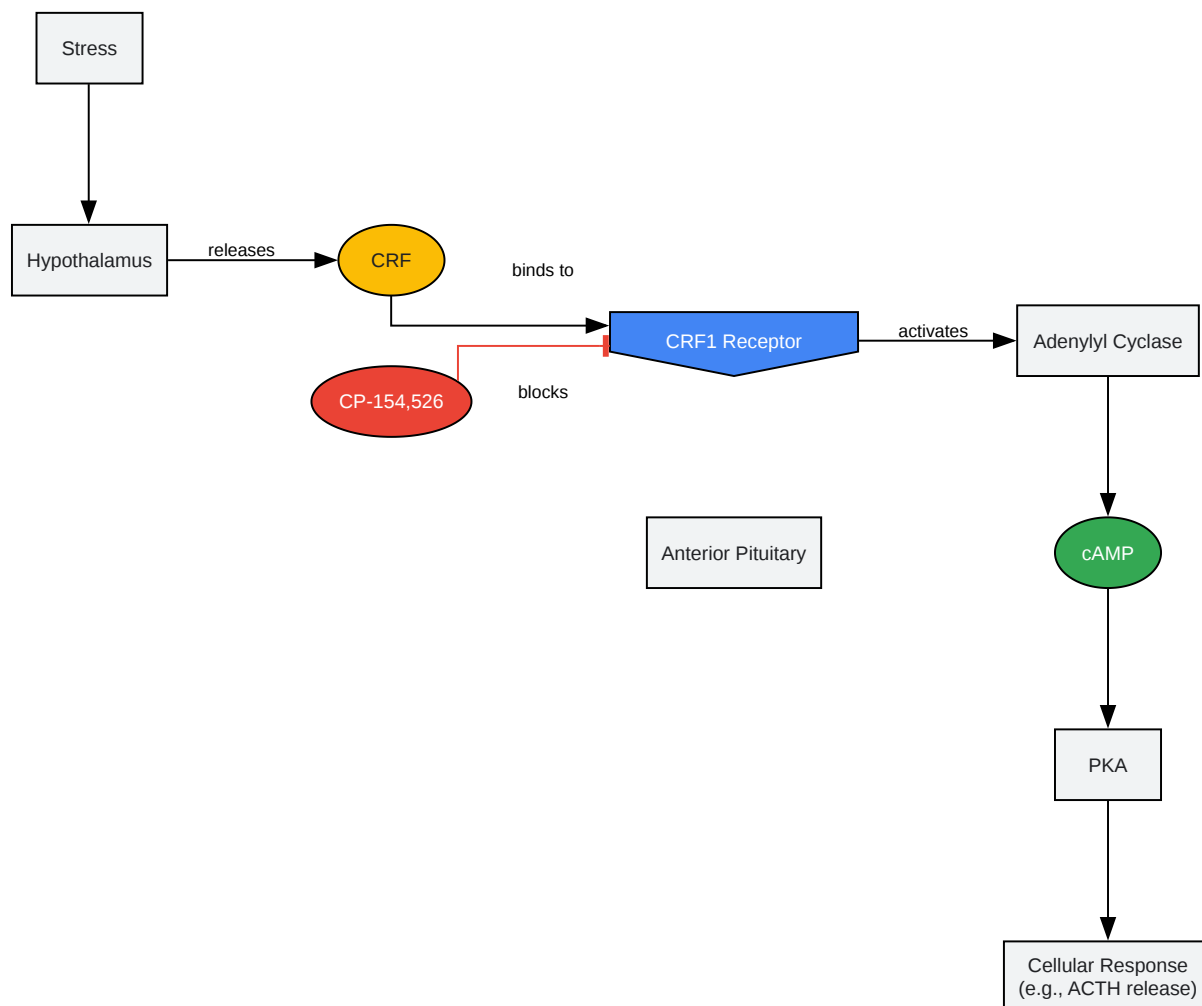 Stress
Hypothalamus
releases
CRF
binds to
CRF1 Receptor
activates
Adenylyl Cyclase
CP-154,526
blocks
Anterior Pituitary
cAMP
PKA
Cellular Response
(e.g., ACTH release)